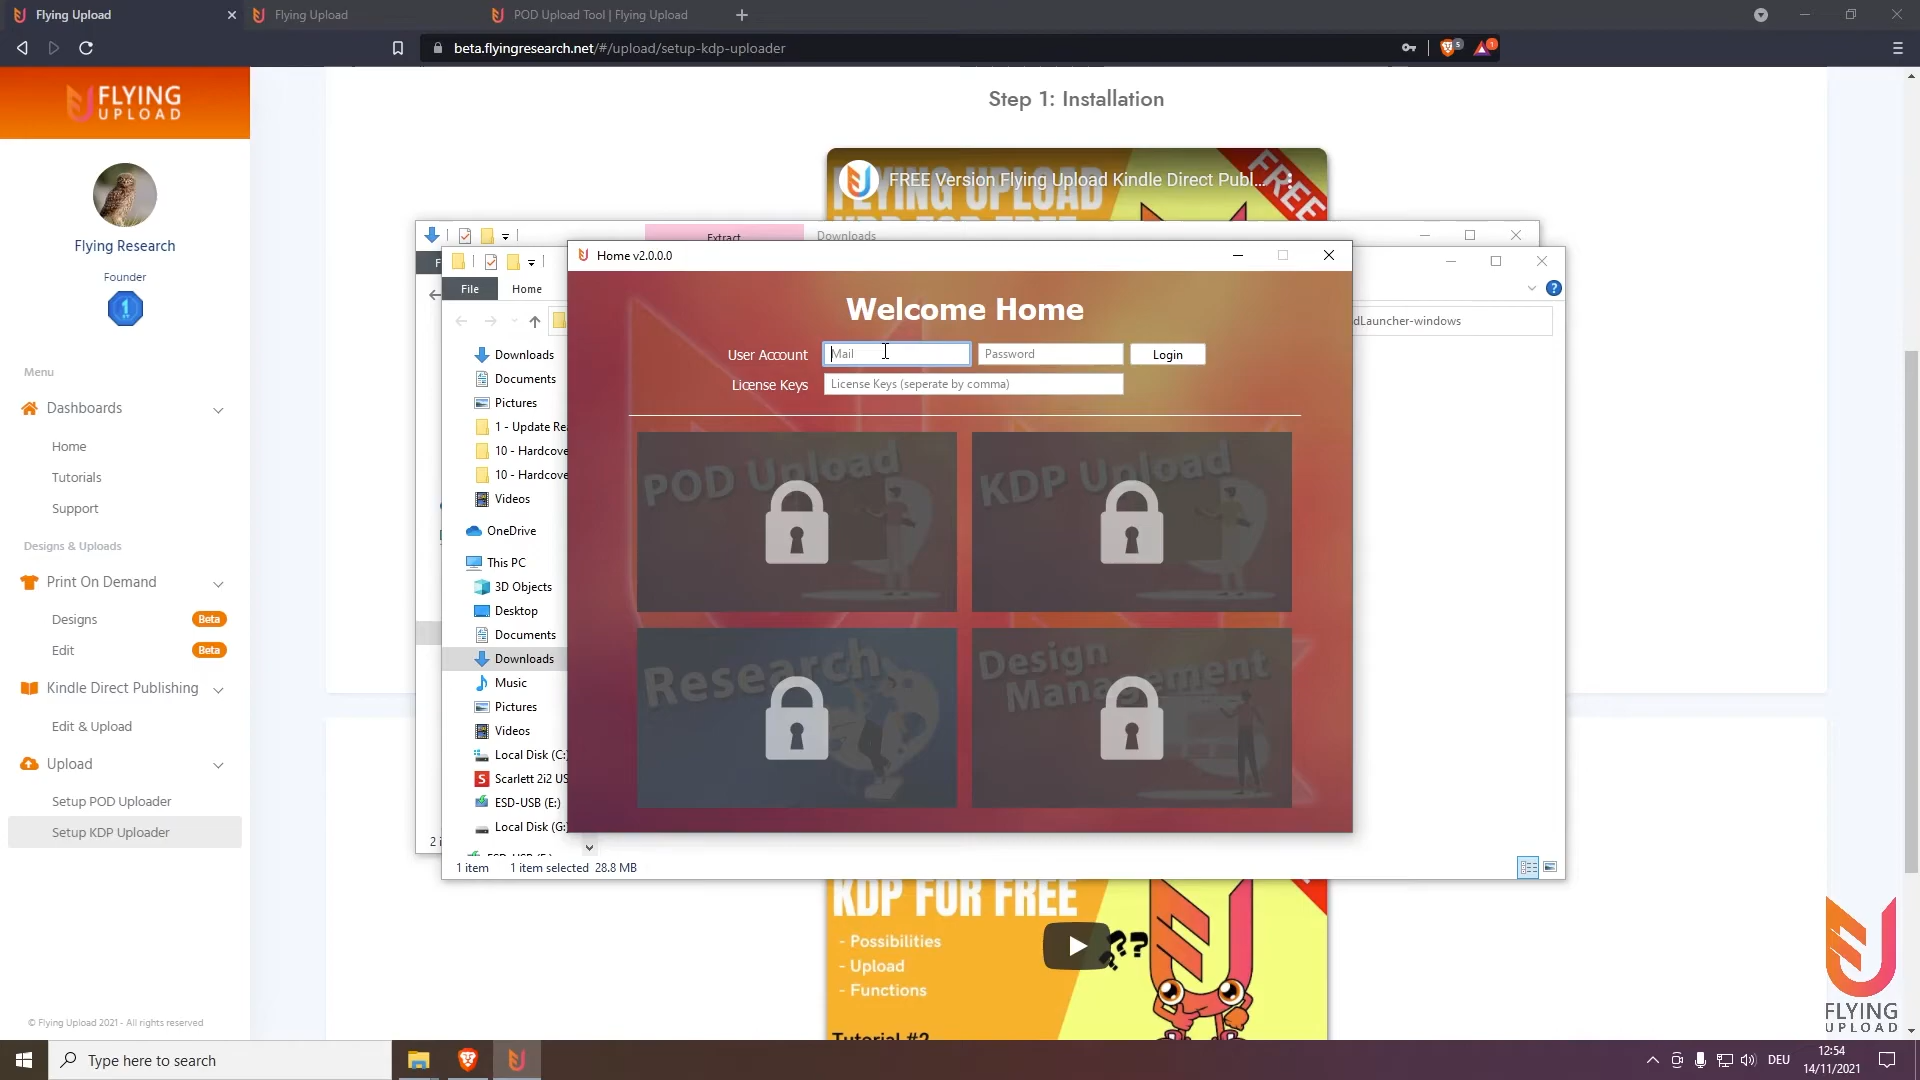 Flying Upload
Flying Upload
POD Upload Tool | Flying Upload
beta.flyingresearch.net/#/upload/setup-kdp-uploader
5
1
FLYING
UPLOAD
Flying Research
Founder
1
Menu
Dashboards
Home
Tutorials
Support
Designs & Uploads
Print On Demand
Designs
Beta
Edit
Beta
Kindle Direct Publishing
Edit & Upload
Upload
Setup POD Uploader
Setup KDP Uploader
© Flying Upload 2021 - All rights reserved
Step 1: Installation
FREE Version Flying Upload Kindle Direct Publ...
FREE
FLYING UPLOAD
Extract
Downloads
F
File
Home
dLauncher-windows
Downloads
Documents
Pictures
1 - Update Re
10 - Hardcove
10 - Hardcove
Videos
OneDrive
This PC
3D Objects
Desktop
Documents
Downloads
Music
Pictures
Videos
Local Disk (C:
Scarlett 2i2 US
ESD-USB (E:)
Local Disk (G:
2 i
1 item
1 item selected
28.8 MB
Home v2.0.0.0
Welcome Home
User Account
Mail
Password
Login
License Keys
License Keys (seperate by comma)
POD Upload
KDP Upload
Research
Design
Management
KDP FOR FREE
- Possibilities
- Upload
- Functions
Tutorial #2
??
FLYING
UPLOAD
Type here to search
DEU
12:54
14/11/2021